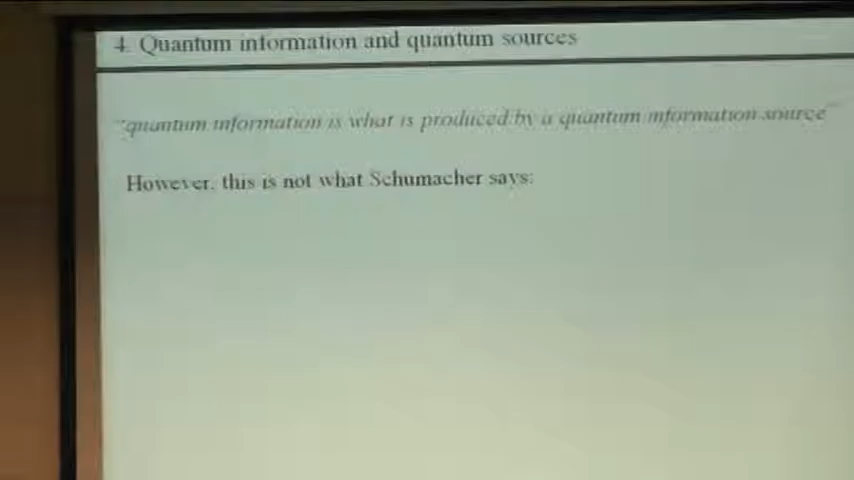 4. Quantum information and quantum sources
"quantum information is what is produced by a quantum information source"
However, this is not what Schumacher says: